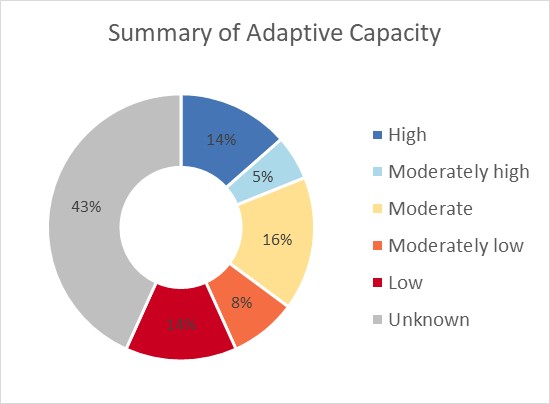 Summary of Adaptive Capacity
14%
5%
16%
8%
14%
43%
High
Moderately high
Moderate
Moderately low
Low
Unknown